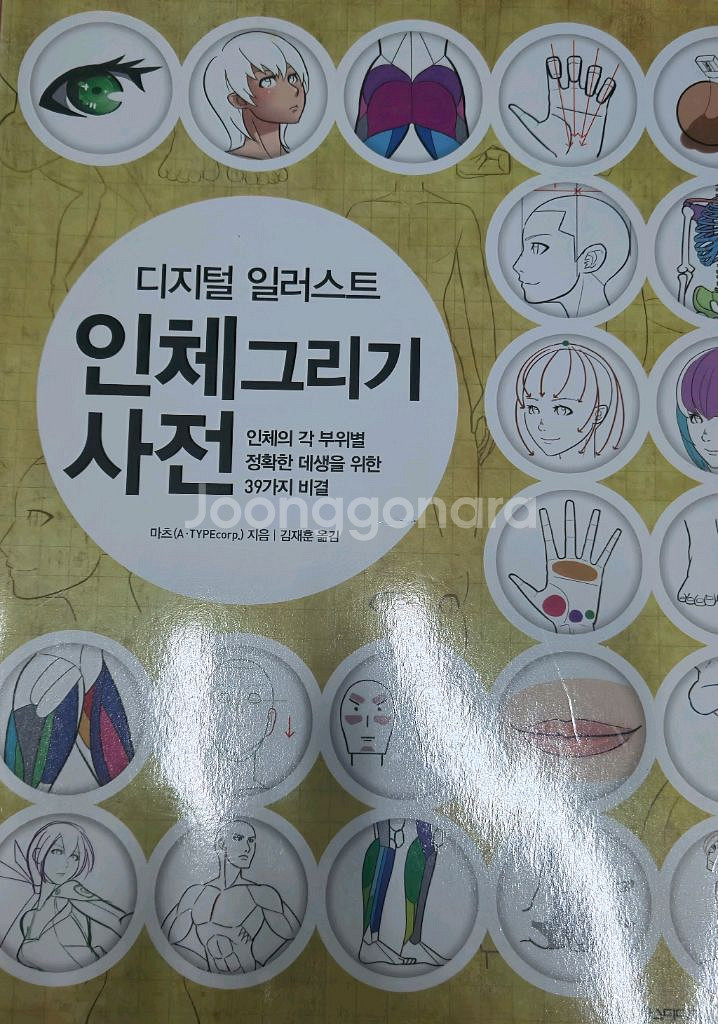 디지털 일러스트
인체그리기
사전
인체의 각 부위별
정확한 데생을 위한
39가지 비결
Joonggonara
마츠(A·TYPEcorp.) 지음 | 김재훈 옮김